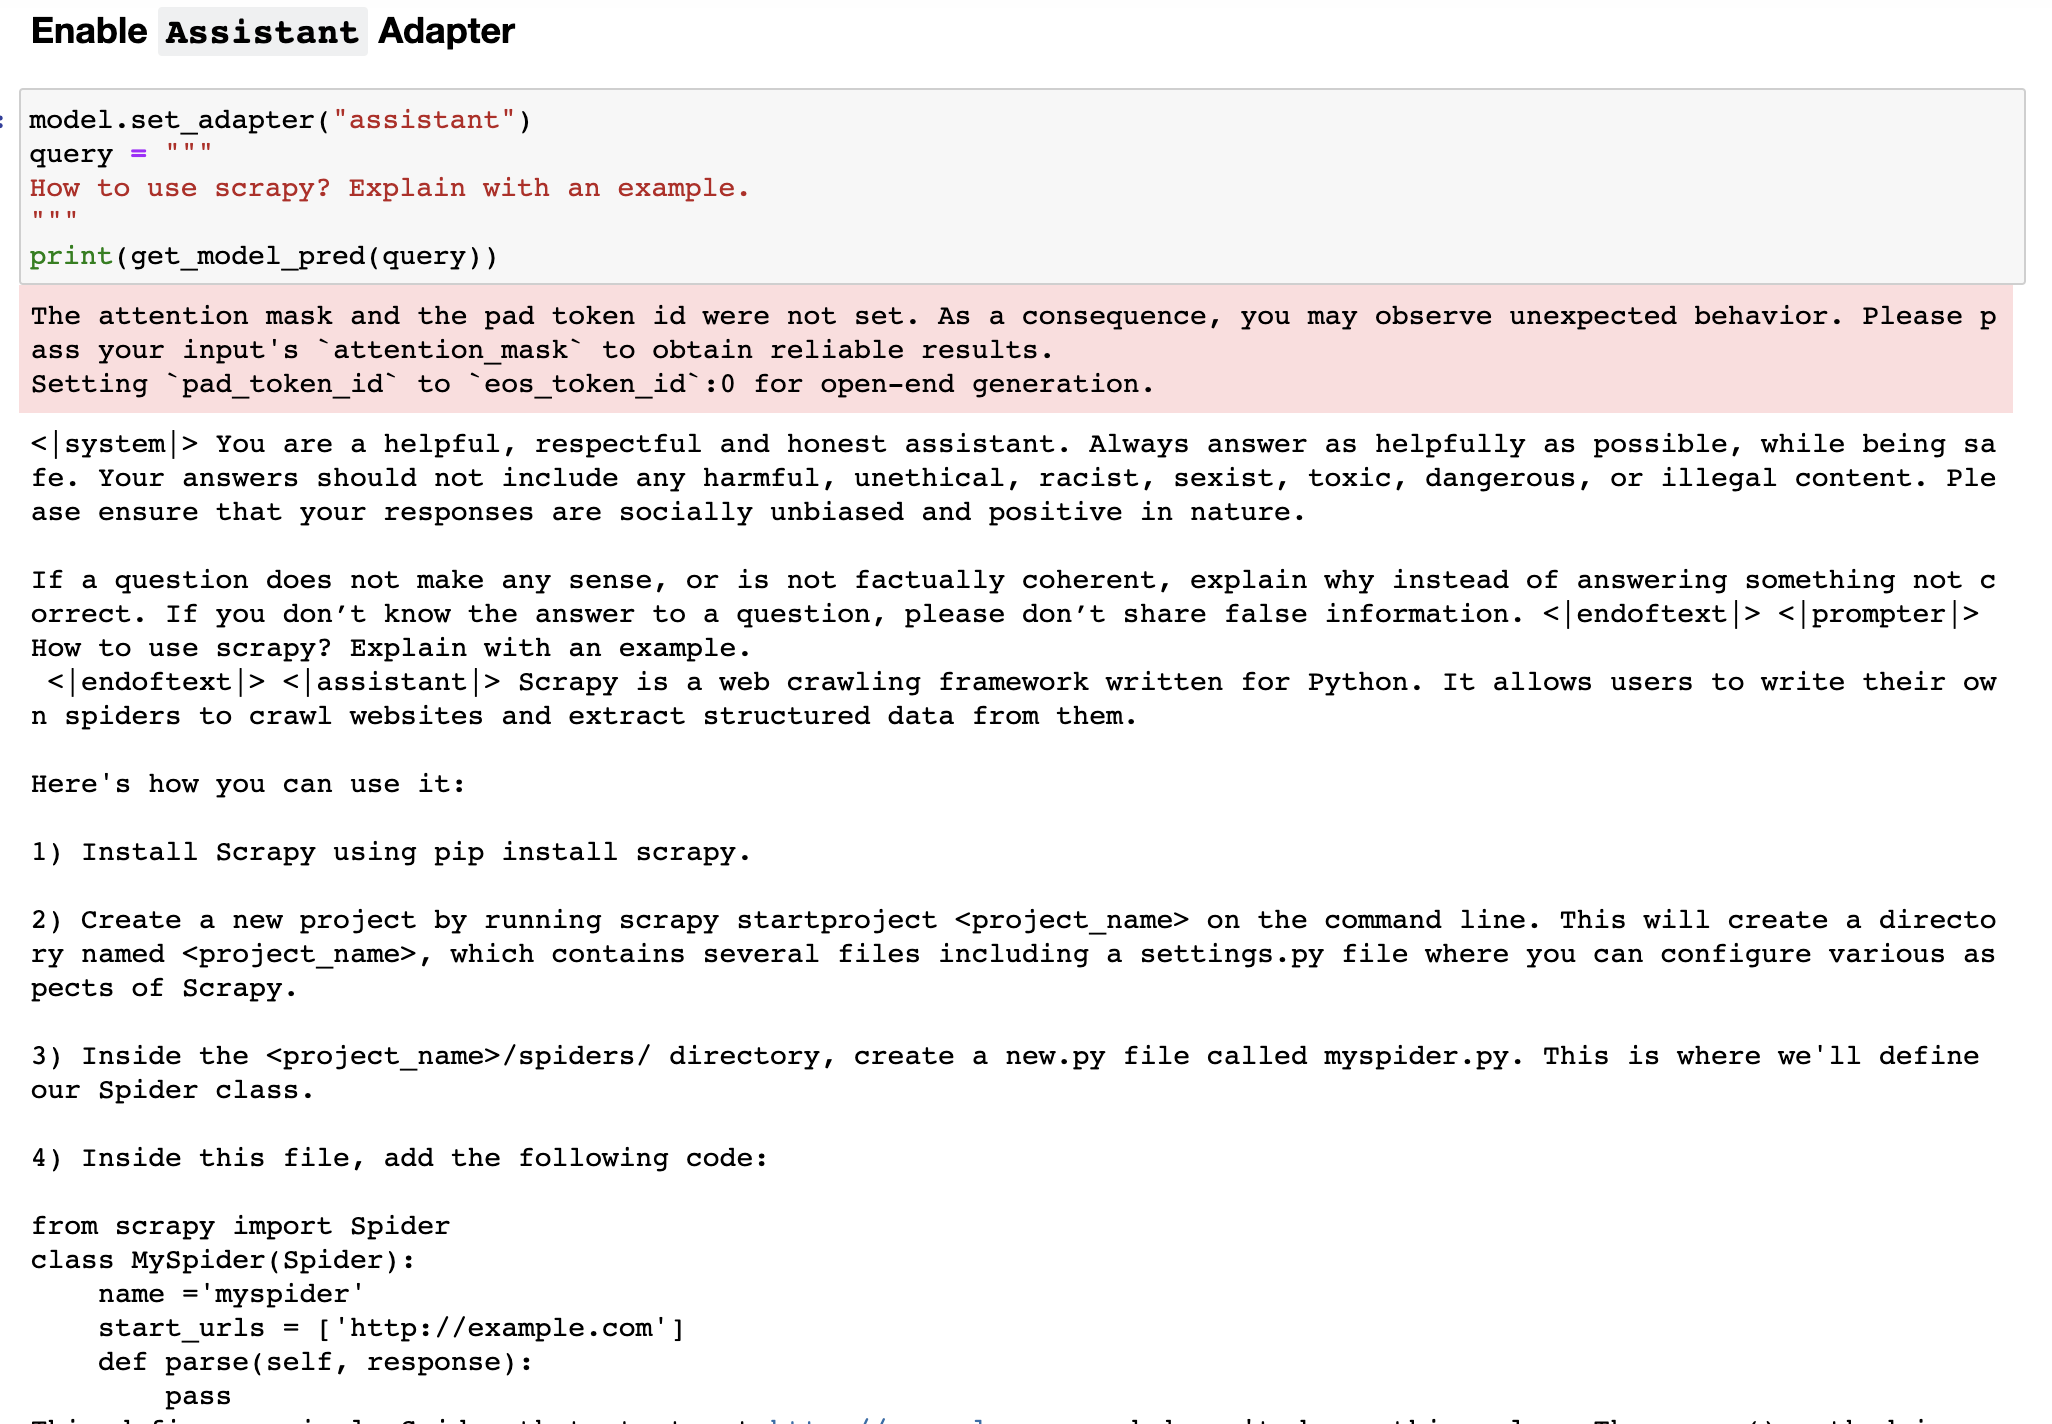 Enable Assistant Adapter
: model.set_adapter("assistant")
query = """
How to use scrapy? Explain with an example.
"""
print(get_model_pred(query))
The attention mask and the pad token id were not set. As a consequence, you may observe unexpected behavior. Please p
ass your input's `attention_mask` to obtain reliable results.
Setting `pad_token_id` to `eos_token_id`:0 for open-end generation.
<|system|> You are a helpful, respectful and honest assistant. Always answer as helpfully as possible, while being sa
fe. Your answers should not include any harmful, unethical, racist, sexist, toxic, dangerous, or illegal content. Ple
ase ensure that your responses are socially unbiased and positive in nature.
If a question does not make any sense, or is not factually coherent, explain why instead of answering something not c
orrect. If you don’t know the answer to a question, please don’t share false information. <|endoftext|> <|prompter|>
How to use scrapy? Explain with an example.
<|endoftext|> <|assistant|> Scrapy is a web crawling framework written for Python. It allows users to write their ow
n spiders to crawl websites and extract structured data from them.
Here's how you can use it:
1) Install Scrapy using pip install scrapy.
2) Create a new project by running scrapy startproject <project_name> on the command line. This will create a directo
ry named <project_name>, which contains several files including a settings.py file where you can configure various as
pects of Scrapy.
3) Inside the <project_name>/spiders/ directory, create a new.py file called myspider.py. This is where we'll define
our Spider class.
4) Inside this file, add the following code:
from scrapy import Spider
class MySpider(Spider):
    name ='myspider'
    start_urls = ['http://example.com']
    def parse(self, response):
        pass